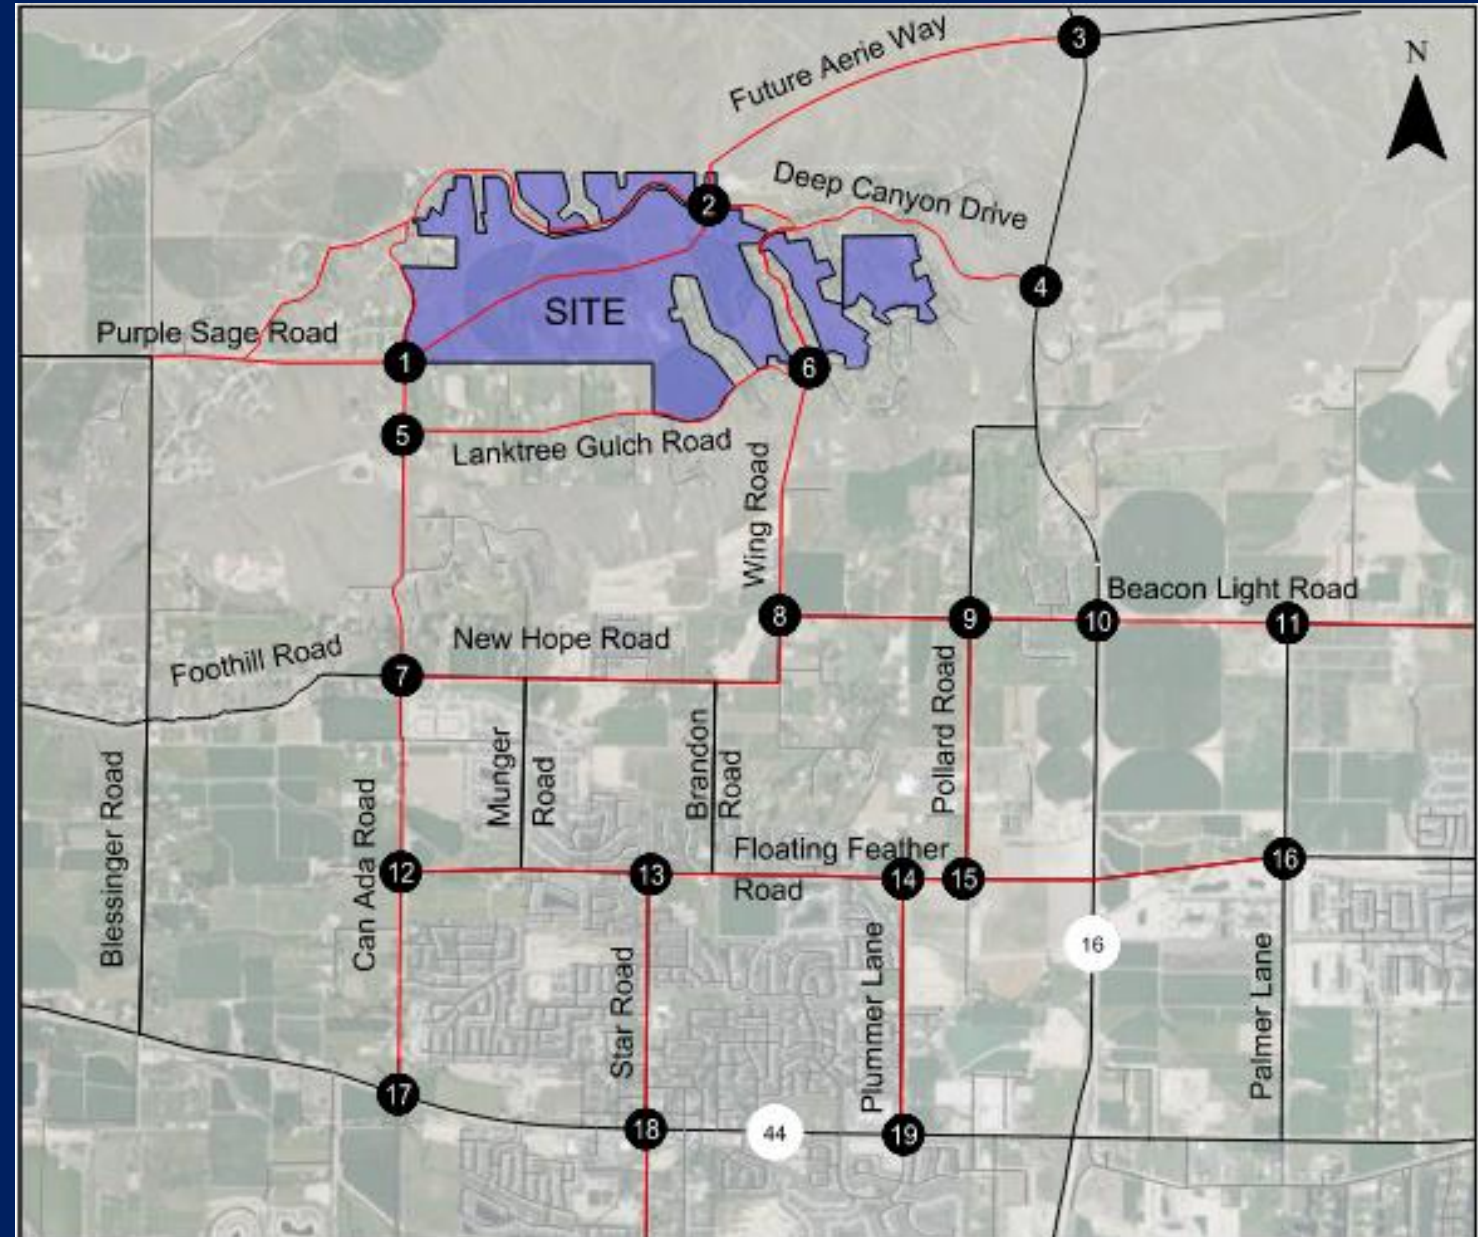 Future Aerie Way
3
N
Deep Canyon Drive
2
4
SITE
Purple Sage Road
1
6
5
Lanktree Gulch Road
Wing Road
Beacon Light Road
8
9
10
11
New Hope Road
Foothill Road
7
Pollard Road
Munger
Road
Brandon
Road
Blessinger Road
Can Ada Road
Floating Feather
Road
12
13
14
15
16
16
Star Road
Plummer Lane
Palmer Lane
17
18
44
19